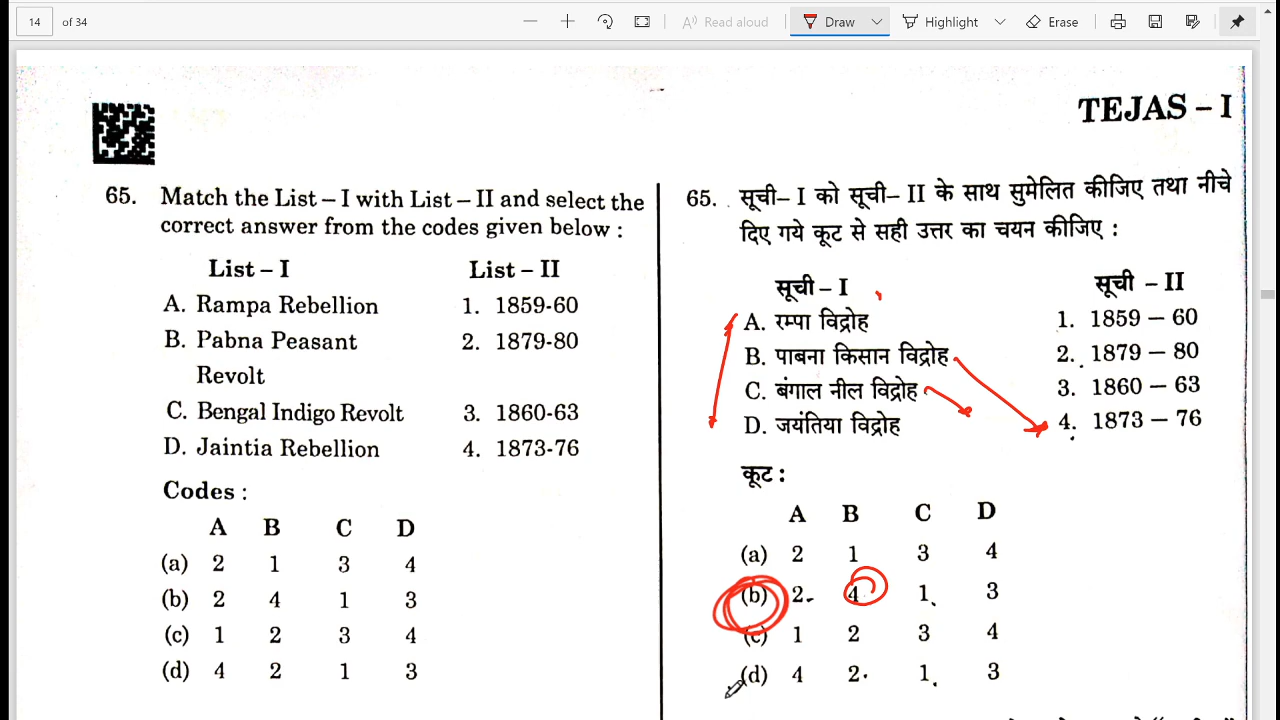 14 of 34 Read aloud Draw Highlight Erase
TEJAS – I
65. Match the List – I with List – II and select the
correct answer from the codes given below :
List – I List – II
A. Rampa Rebellion 1. 1859-60
B. Pabna Peasant 2. 1879-80
Revolt
C. Bengal Indigo Revolt 3. 1860-63
D. Jaintia Rebellion 4. 1873-76
Codes :
A B C D
(a) 2 1 3 4
(b) 2 4 1 3
(c) 1 2 3 4
(d) 4 2 1 3
65. सूची– I को सूची– II के साथ सुमेलित कीजिए तथा नीचे
दिए गये कूट से सही उत्तर का चयन कीजिए :
सूची – I सूची – II
A. रम्पा विद्रोह 1. 1859 – 60
B. पाबना किसान विद्रोह 2. 1879 – 80
C. बंगाल नील विद्रोह 3. 1860 – 63
D. जयंतिया विद्रोह 4. 1873 – 76
कूट :
A B C D
(a) 2 1 3 4
(b) 2 4 1 3
(c) 1 2 3 4
(d) 4 2 1 3